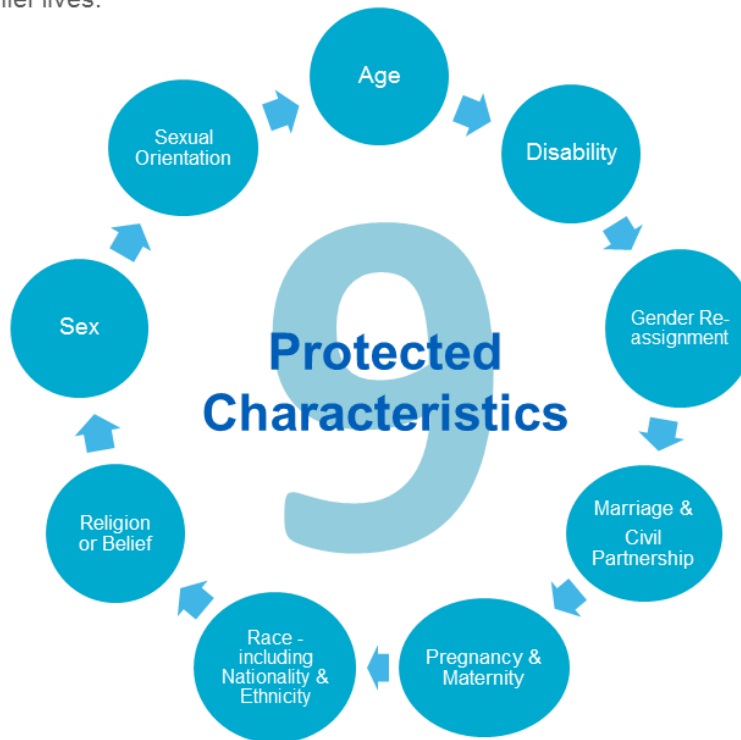 lives.
Age
Disability
Gender Re-
assignment
Marriage &
Civil
Partnership
Pregnancy &
Maternity
Race -
including
Nationality &
Ethnicity
Religion
or Belief
Sex
Sexual
Orientation
9
Protected
Characteristics